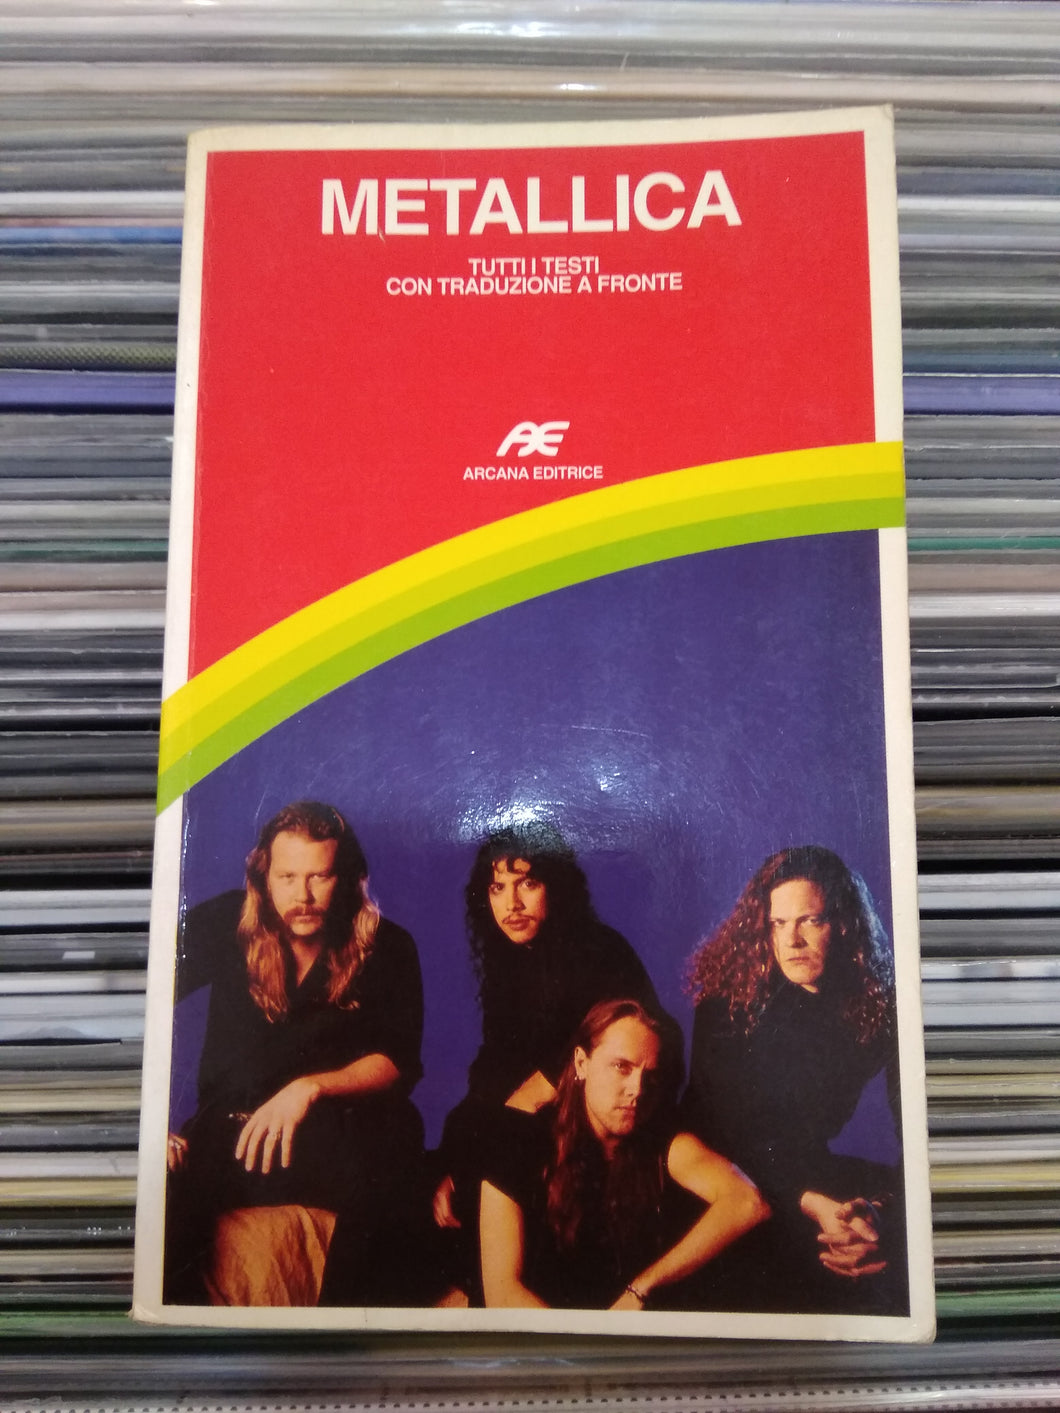 METALLICA
TUTTI I TESTI
CON TRADUZIONE A FRONTE
AE
ARCANA EDITRICE